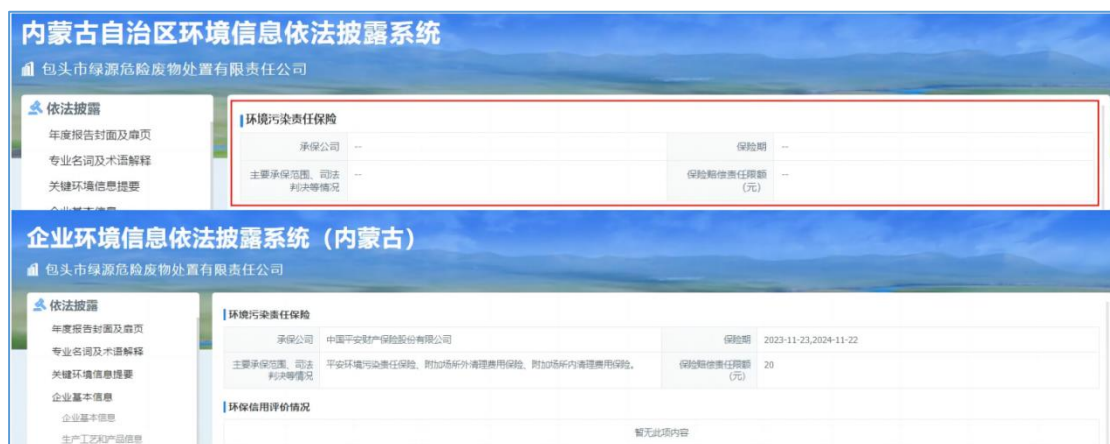 内蒙古自治区环境信息依法披露系统
包头市绿源危险废物处置有限责任公司
依法披露
年度报告封面及扉页
专业名词及术语解释
关键环境信息提要
环境污染责任保险
承保公司 -- 保险期 --
主要承保范围、司法 -- 保险赔偿责任限额 --
判决等情况 (元)
企业环境信息依法披露系统（内蒙古）
包头市绿源危险废物处置有限责任公司
依法披露
年度报告封面及扉页
专业名词及术语解释
关键环境信息提要
企业基本信息
企业基本信息
生产工艺和产品信息
环境污染责任保险
承保公司 中国平安财产保险股份有限公司 保险期 2023-11-23,2024-11-22
主要承保范围、司法 平安环境污染责任保险、附加场所外清理费用保险、附加场所内清理费用保险。 保险赔偿责任限额 20
判决等情况 (元)
环保信用评价情况
暂无此项内容